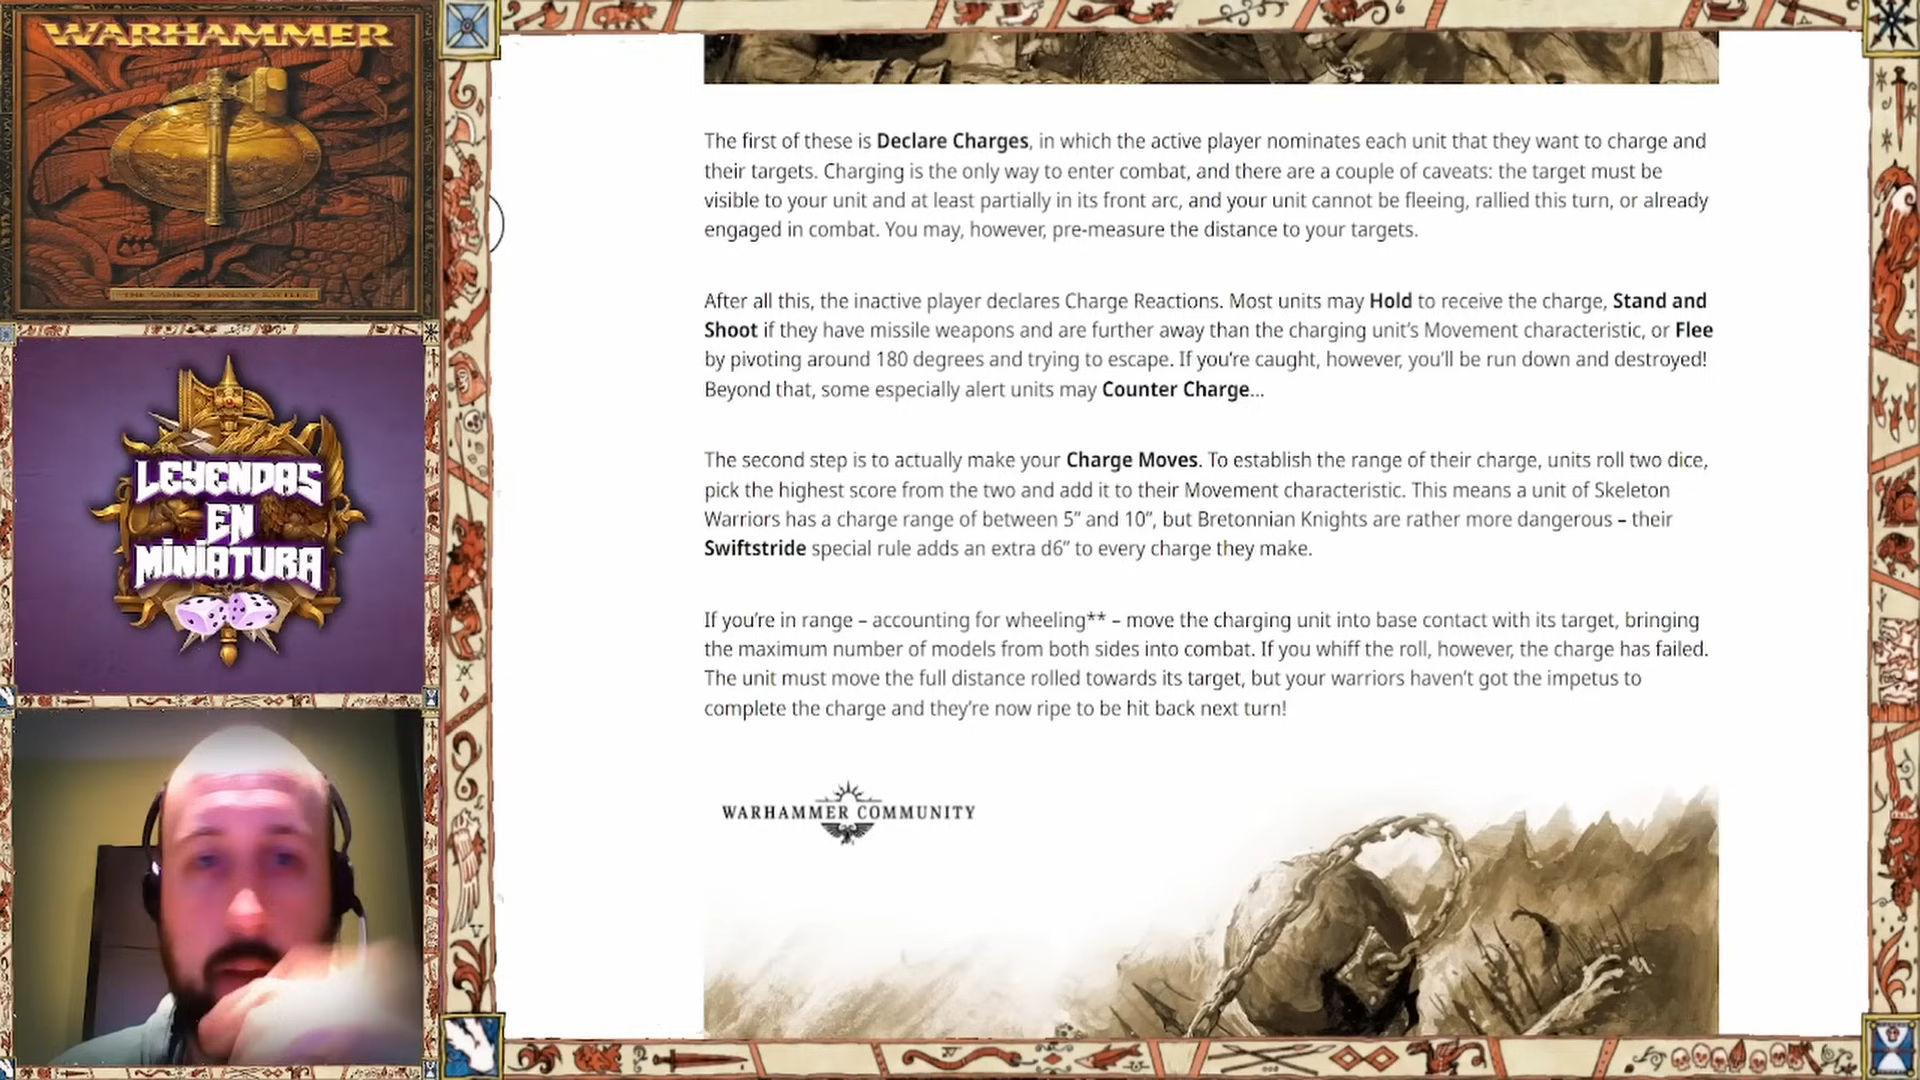 WARHAMMER
THE GAME OF FANTASY BATTLES
LEYENDAS
EN
MINIATURA
The first of these is Declare Charges, in which the active player nominates each unit that they want to charge and
their targets. Charging is the only way to enter combat, and there are a couple of caveats: the target must be
visible to your unit and at least partially in its front arc, and your unit cannot be fleeing, rallied this turn, or already
engaged in combat. You may, however, pre-measure the distance to your targets.
After all this, the inactive player declares Charge Reactions. Most units may Hold to receive the charge, Stand and
Shoot if they have missile weapons and are further away than the charging unit’s Movement characteristic, or Flee
by pivoting around 180 degrees and trying to escape. If you’re caught, however, you’ll be run down and destroyed!
Beyond that, some especially alert units may Counter Charge...
The second step is to actually make your Charge Moves. To establish the range of their charge, units roll two dice,
pick the highest score from the two and add it to their Movement characteristic. This means a unit of Skeleton
Warriors has a charge range of between 5” and 10”, but Bretonnian Knights are rather more dangerous – their
Swiftstride special rule adds an extra d6” to every charge they make.
If you’re in range – accounting for wheeling** – move the charging unit into base contact with its target, bringing
the maximum number of models from both sides into combat. If you whiff the roll, however, the charge has failed.
The unit must move the full distance rolled towards its target, but your warriors haven’t got the impetus to
complete the charge and they’re now ripe to be hit back next turn!
WARHAMMER COMMUNITY